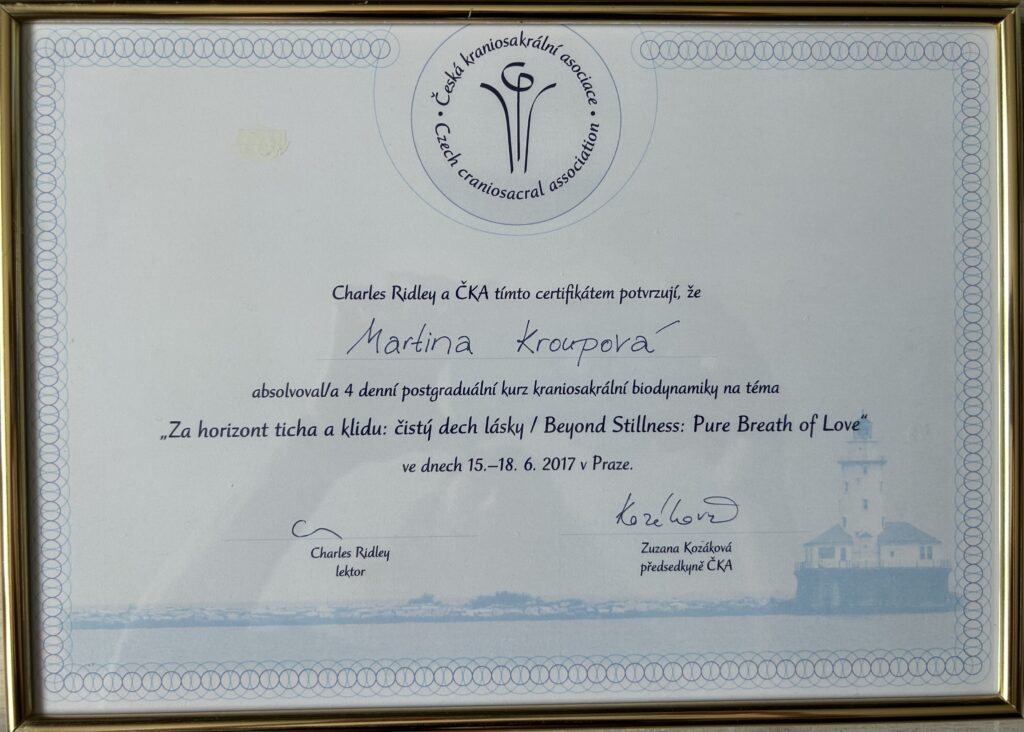 • Česká kraniosakrální asociace •
Czech craniosacral association
Charles Ridley a ČKA tímto certifikátem potvrzují, že
Martina Kroupová
absolvoval/a 4 denní postgraduální kurz kraniosakrální biodynamiky na téma
„Za horizont ticha a klidu: čistý dech lásky / Beyond Stillness: Pure Breath of Love“
ve dnech 15.–18. 6. 2017 v Praze.
Kozáková
Charles Ridley
lektor
Zuzana Kozáková
předsedkyně ČKA